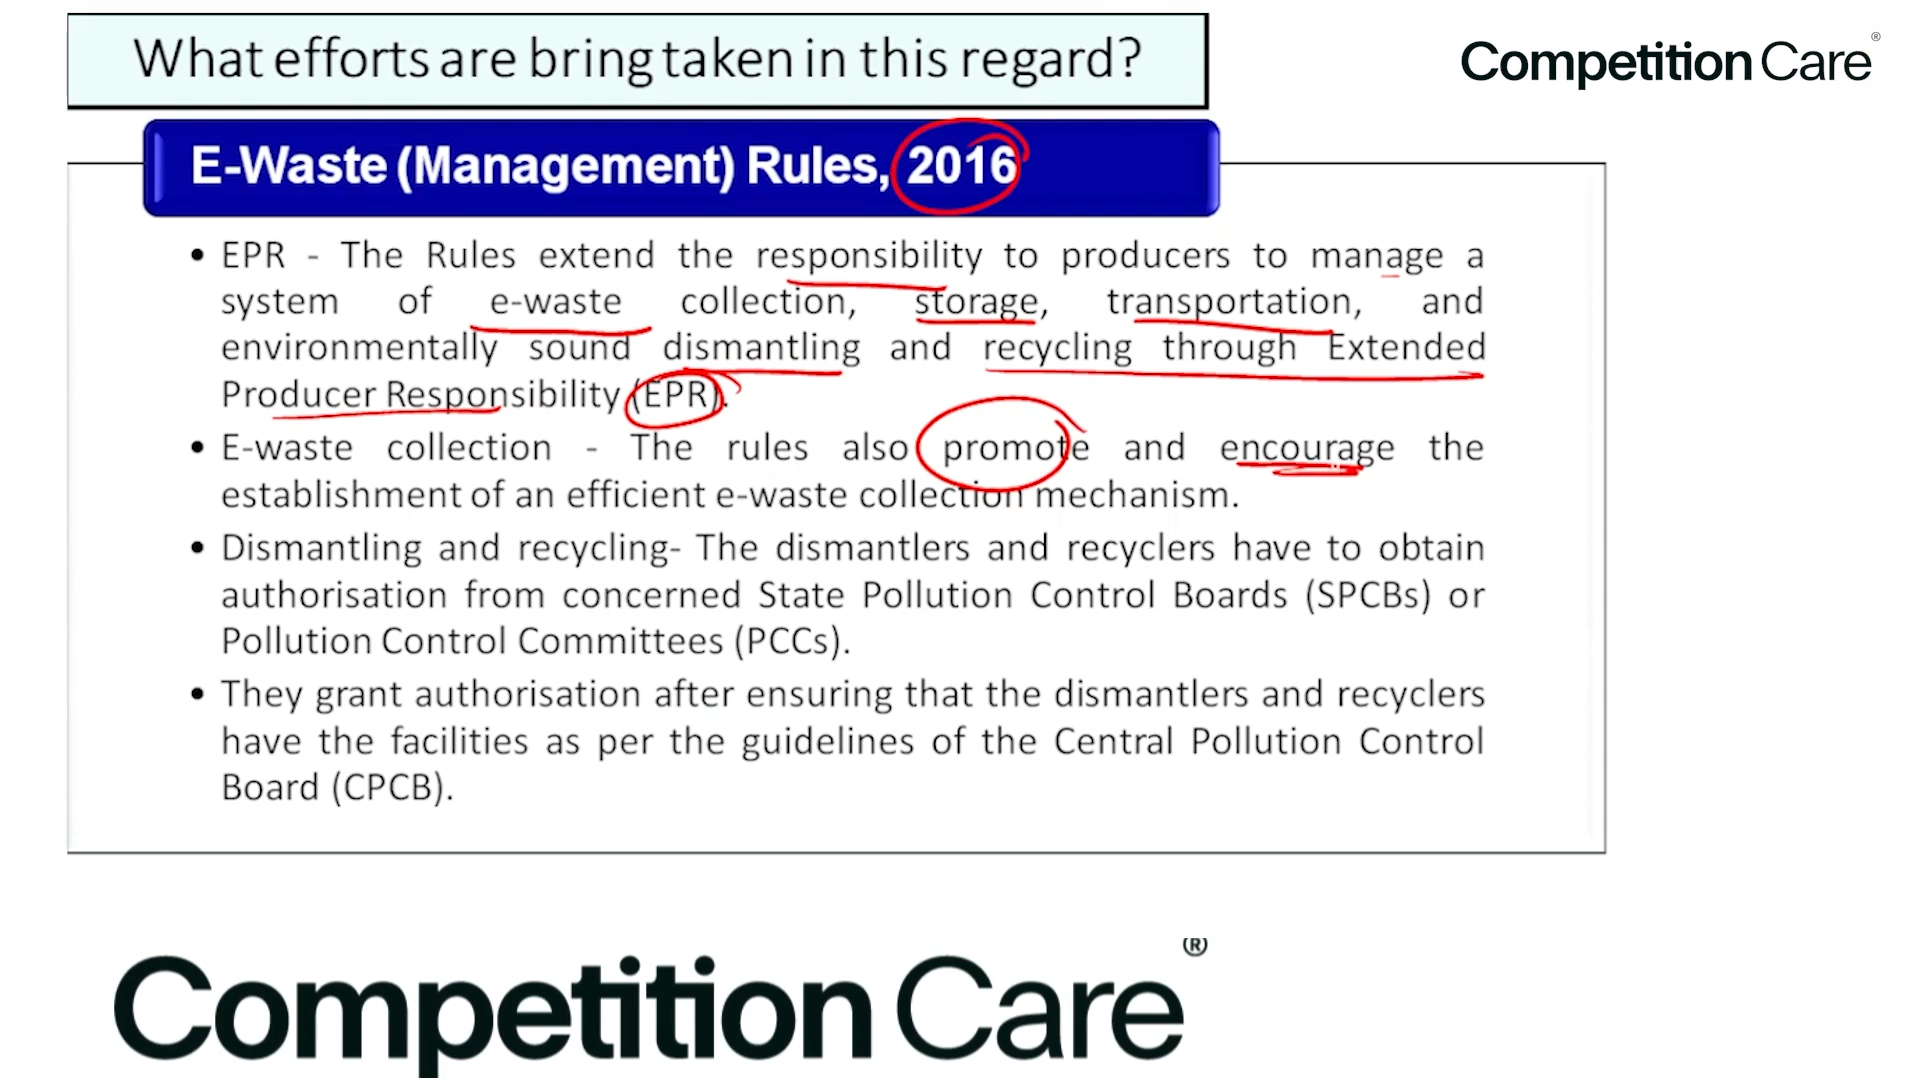 What efforts are bring taken in this regard?
Competition Care®
E-Waste (Management) Rules, 2016
• EPR - The Rules extend the responsibility to producers to manage a
system of e-waste collection, storage, transportation, and
environmentally sound dismantling and recycling through Extended
Producer Responsibility (EPR).
• E-waste collection - The rules also promote and encourage the
establishment of an efficient e-waste collection mechanism.
• Dismantling and recycling- The dismantlers and recyclers have to obtain
authorisation from concerned State Pollution Control Boards (SPCBs) or
Pollution Control Committees (PCCs).
• They grant authorisation after ensuring that the dismantlers and recyclers
have the facilities as per the guidelines of the Central Pollution Control
Board (CPCB).
Competition Care®